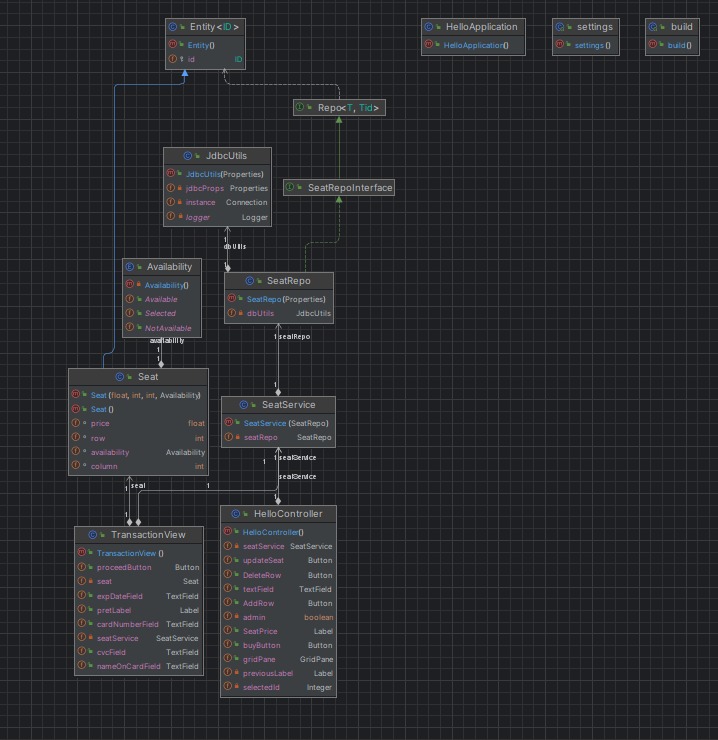 Entity<ID>
Entity()
id ID
HelloApplication
HelloApplication()
settings
settings()
build
build()
Repo<T, Tid>
JdbcUtils
JdbcUtils(Properties)
jdbcProps Properties
instance Connection
logger Logger
SeatRepoInterface
1
dbUtils
1
Availability
Availability()
Available
Selected
NotAvailable
availability
1
1
SeatRepo
SeatRepo(Properties)
dbUtils JdbcUtils
1 seatRepo
1
Seat
Seat(float, int, int, Availability)
Seat()
price float
row int
availability Availability
column int
SeatService
SeatService(SeatRepo)
seatRepo SeatRepo
1 seatService
1
seatService
1 seat
1
1
1
TransactionView
TransactionView()
proceedButton Button
seat Seat
expDateField TextField
pretLabel Label
cardNumberField TextField
seatService SeatService
cvcField TextField
nameOnCardField TextField
HelloController
HelloController()
seatService SeatService
updateSeat Button
DeleteRow Button
textField TextField
AddRow Button
admin boolean
SeatPrice Label
buyButton Button
gridPane GridPane
previousLabel Label
selectedId Integer